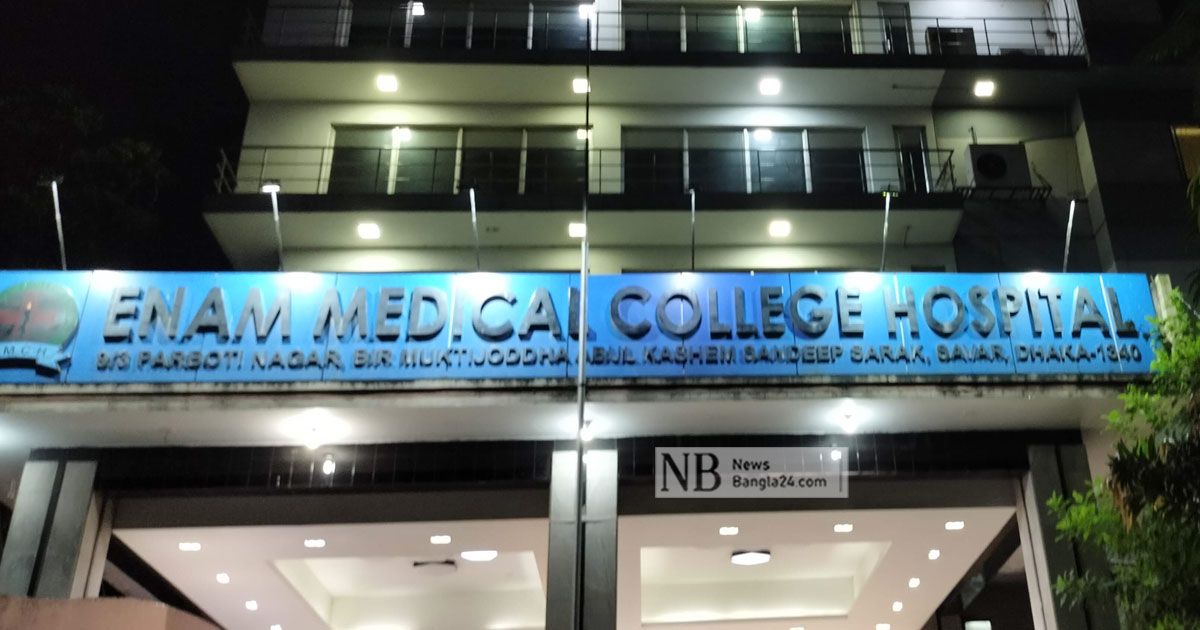 ENAM MEDICAL COLLEGE HOSPITAL
9/3 PARBOTI NAGAR, BIR MUKTIJODDHA ABUL KASHEM SANDEEP SARAK, SAVAR, DHAKA-1340
MCH
NB News
Bangla24.com